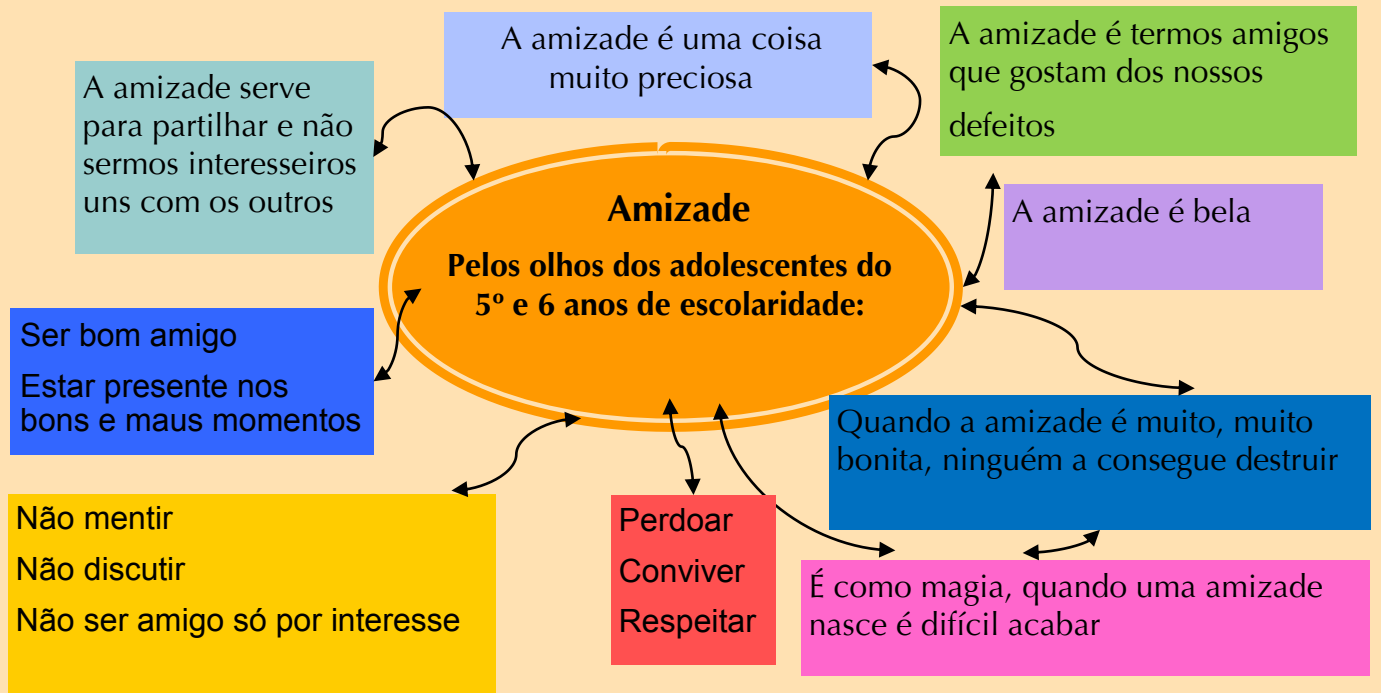 A amizade é uma coisa
muito preciosa
A amizade é termos amigos
que gostam dos nossos
defeitos
A amizade serve
para partilhar e não
sermos interesseiros
uns com os outros
Amizade
Pelos olhos dos adolescentes do
5º e 6 anos de escolaridade:
A amizade é bela
Ser bom amigo
Estar presente nos
bons e maus momentos
Quando a amizade é muito, muito
bonita, ninguém a consegue destruir
Não mentir
Não discutir
Não ser amigo só por interesse
Perdoar
Conviver
Respeitar
É como magia, quando uma amizade
nasce é difícil acabar